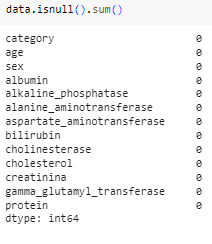 data.isnull().sum()
category 0
age 0
sex 0
albumin 0
alkaline_phosphatase 0
alanine_aminotransferase 0
aspartate_aminotransferase 0
bilirubin 0
cholinesterase 0
cholesterol 0
creatinina 0
gamma_glutamyl_transferase 0
protein 0
dtype: int64